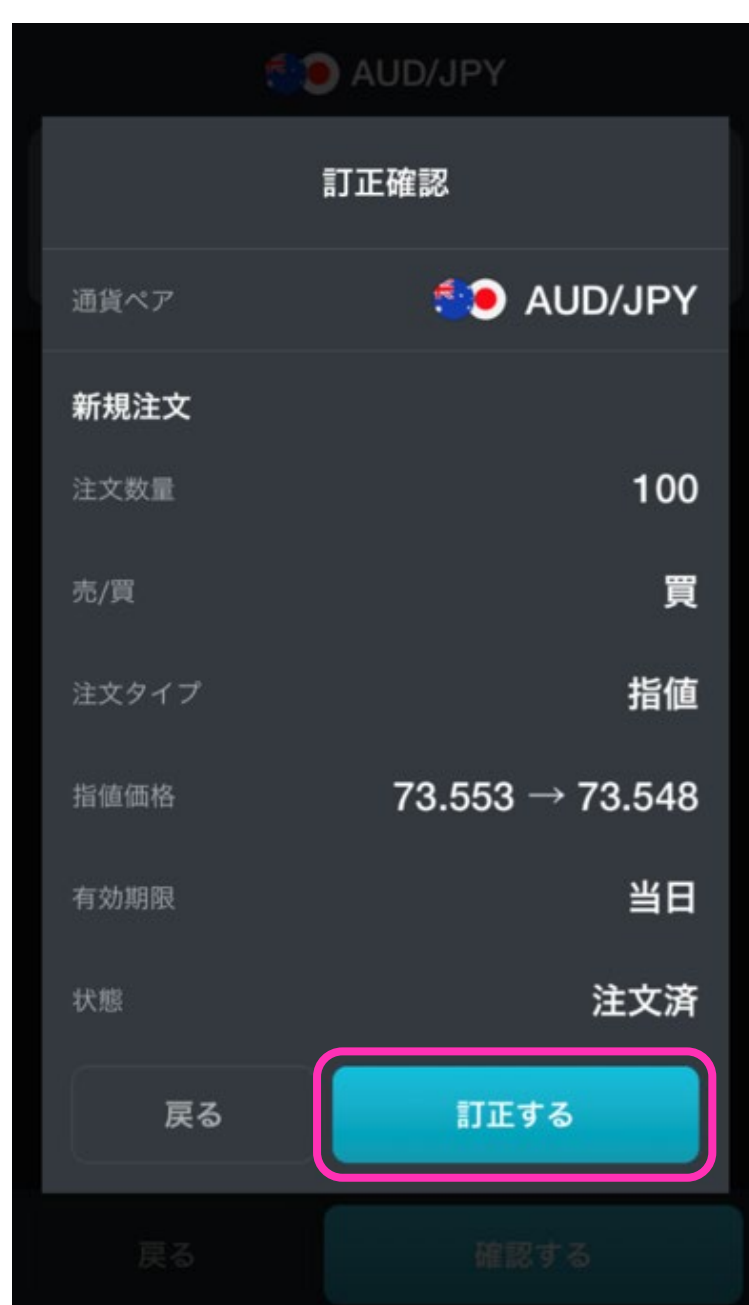 AUD/JPY
訂正確認
通貨ペア AUD/JPY
新規注文
注文数量 100
売/買 買
注文タイプ 指値
指値価格 73.553 → 73.548
有効期限 当日
状態 注文済
戻る 訂正する
戻る 確認する